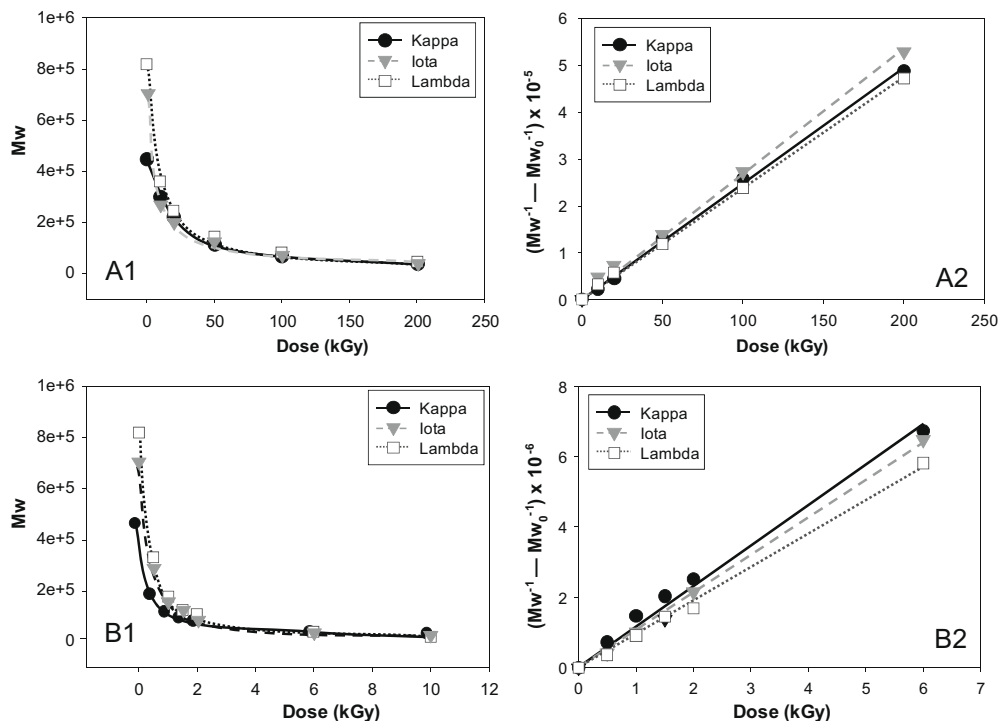 1e+6
8e+5
6e+5
4e+5
2e+5
0
Mw
Kappa
Iota
Lambda
A1
0 50 100 150 200 250
Dose (kGy)
6
5
4
3
2
1
0
(Mw⁻¹ — Mw₀⁻¹) x 10⁻⁵
Kappa
Iota
Lambda
A2
0 50 100 150 200 250
Dose (kGy)
1e+6
8e+5
6e+5
4e+5
2e+5
0
Mw
Kappa
Iota
Lambda
B1
0 2 4 6 8 10 12
Dose (kGy)
8
6
4
2
0
(Mw⁻¹ — Mw₀⁻¹) x 10⁻⁶
Kappa
Iota
Lambda
B2
0 1 2 3 4 5 6 7
Dose (kGy)